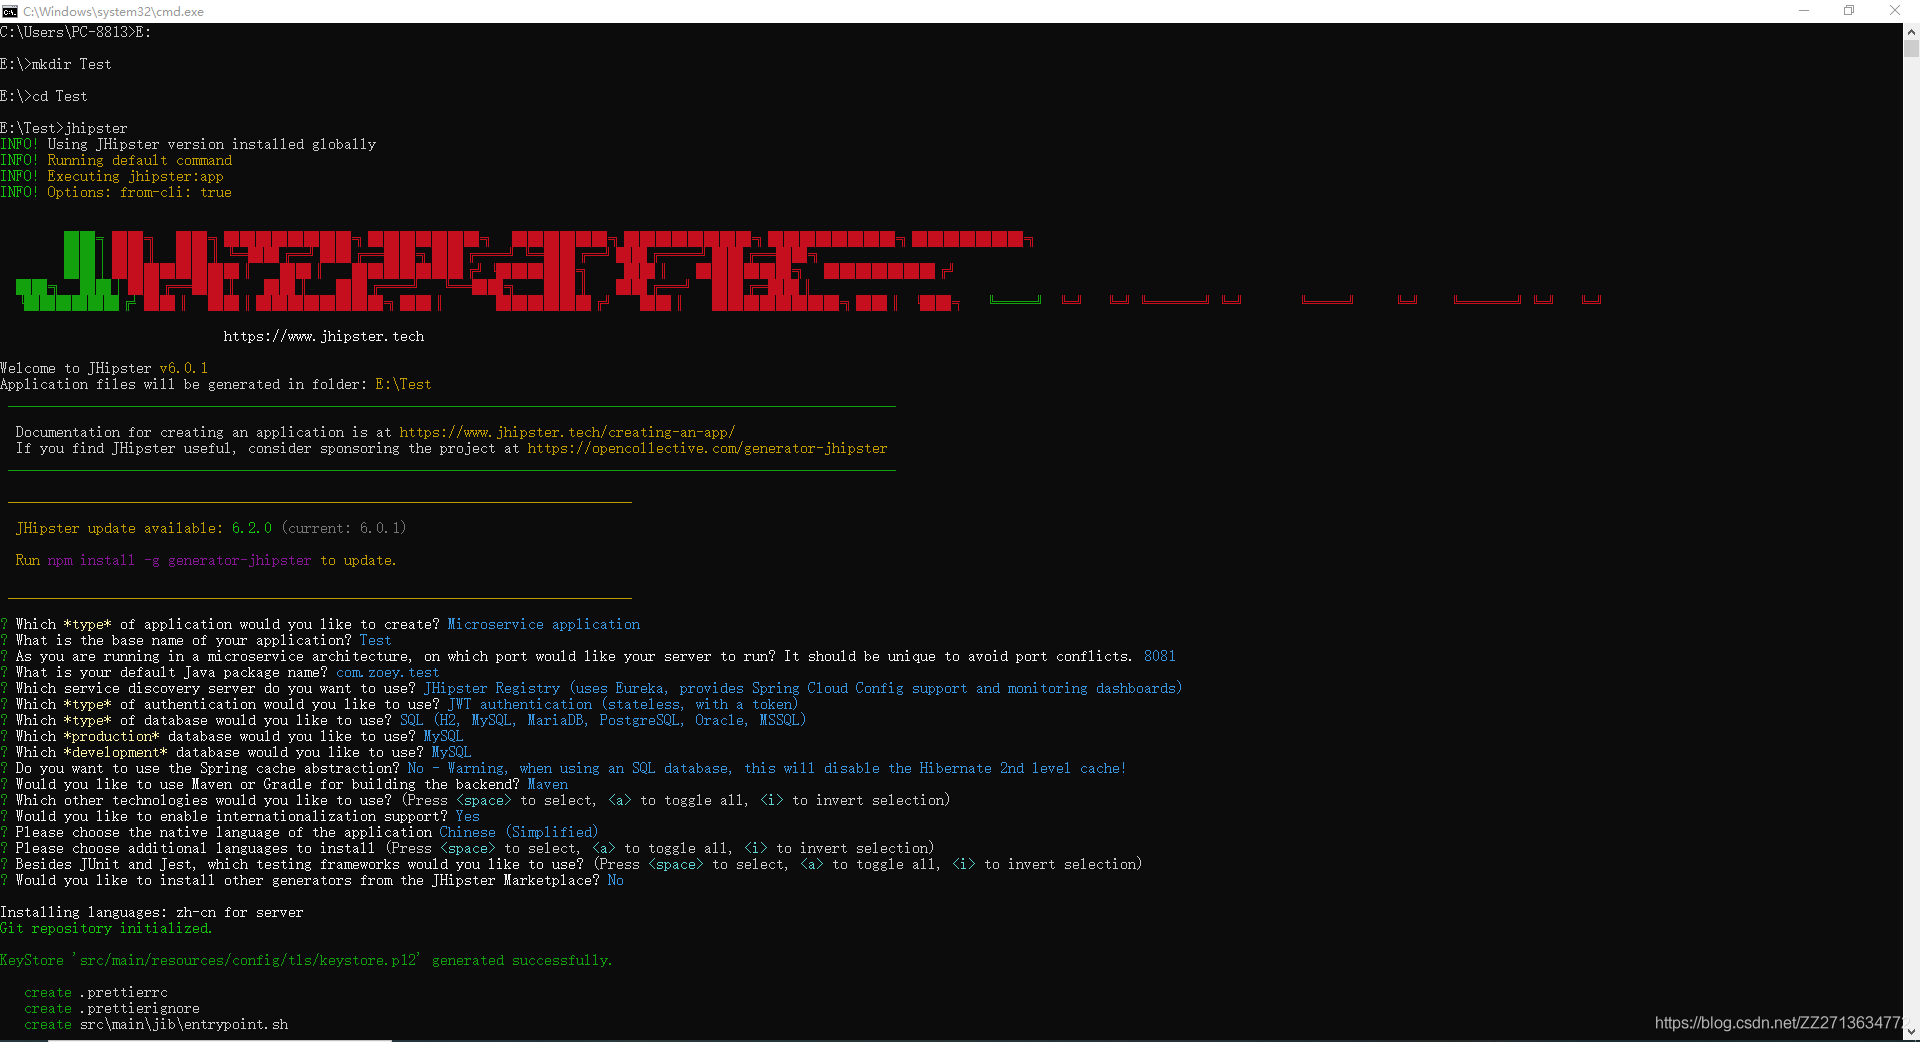 C:\Windows\system32\cmd.exe
C:\Users\PC-8813>E:
E:\>mkdir Test
E:\>cd Test
E:\Test>jhipster
INFO! Using JHipster version installed globally
INFO! Running default command
INFO! Executing jhipster:app
INFO! Options: from-cli: true
https://www.jhipster.tech
Welcome to JHipster v6.0.1
Application files will be generated in folder: E:\Test
Documentation for creating an application is at https://www.jhipster.tech/creating-an-app/
If you find JHipster useful, consider sponsoring the project at https://opencollective.com/generator-jhipster
JHipster update available: 6.2.0 (current: 6.0.1)
Run npm install -g generator-jhipster to update.
? Which *type* of application would you like to create? Microservice application
? What is the base name of your application? Test
? As you are running in a microservice architecture, on which port would like your server to run? It should be unique to avoid port conflicts. 8081
? What is your default Java package name? com.zoey.test
? Which service discovery server do you want to use? JHipster Registry (uses Eureka, provides Spring Cloud Config support and monitoring dashboards)
? Which *type* of authentication would you like to use? JWT authentication (stateless, with a token)
? Which *type* of database would you like to use? SQL (H2, MySQL, MariaDB, PostgreSQL, Oracle, MSSQL)
? Which *production* database would you like to use? MySQL
? Which *development* database would you like to use? MySQL
? Do you want to use the Spring cache abstraction? No - Warning, when using an SQL database, this will disable the Hibernate 2nd level cache!
? Would you like to use Maven or Gradle for building the backend? Maven
? Which other technologies would you like to use? (Press <space> to select, <a> to toggle all, <i> to invert selection)
? Would you like to enable internationalization support? Yes
? Please choose the native language of the application Chinese (Simplified)
? Please choose additional languages to install (Press <space> to select, <a> to toggle all, <i> to invert selection)
? Besides JUnit and Jest, which testing frameworks would you like to use? (Press <space> to select, <a> to toggle all, <i> to invert selection)
? Would you like to install other generators from the JHipster Marketplace? No
Installing languages: zh-cn for server
Git repository initialized.
KeyStore 'src/main/resources/config/tls/keystore.p12' generated successfully.
create .prettierrc
create .prettierignore
create src\main\jib\entrypoint.sh
https://blog.csdn.net/ZZ2713634772